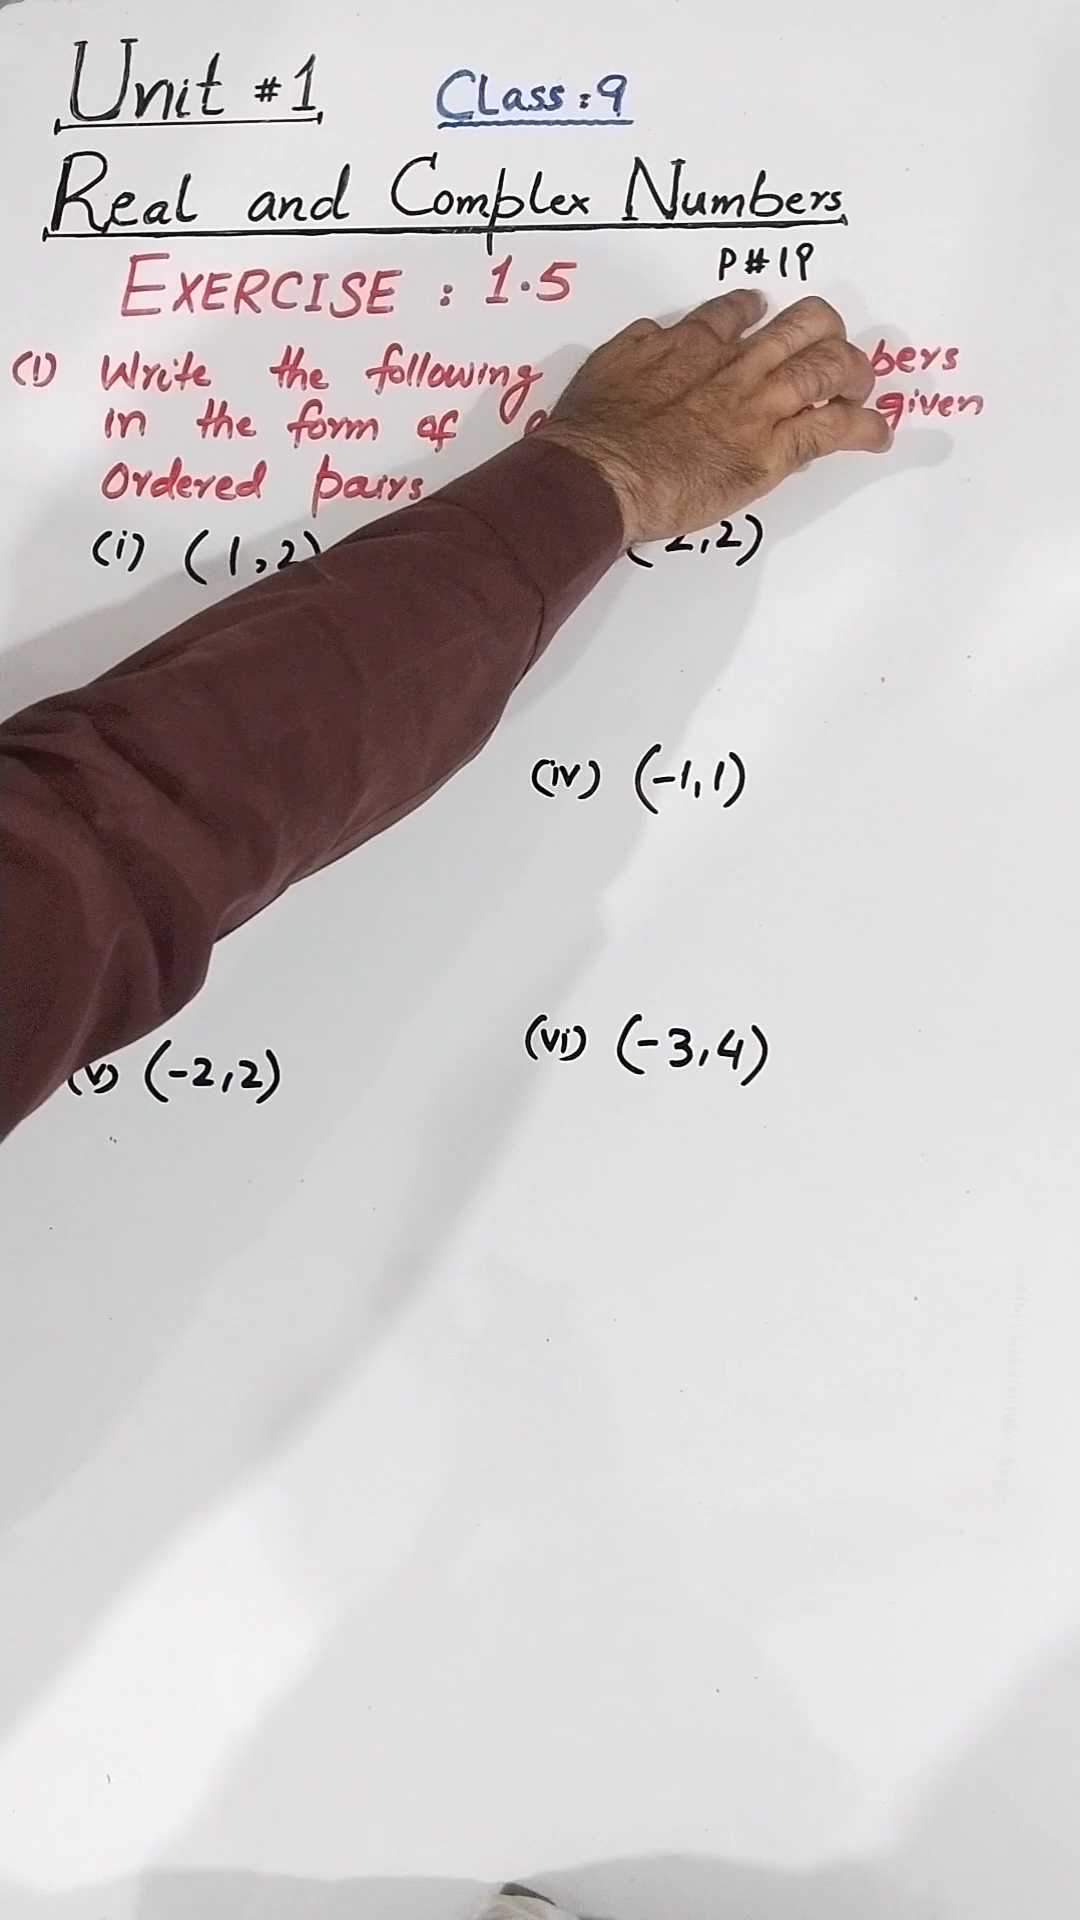 Unit #1 Class: 9
Real and Complex Numbers
P#19
EXERCISE : 1.5
(1) Write the following bers
in the form of given
Ordered pairs
(i) (1,2) 2,2)
(iv) (-1,1)
(v) (-2,2) (vi) (-3,4)